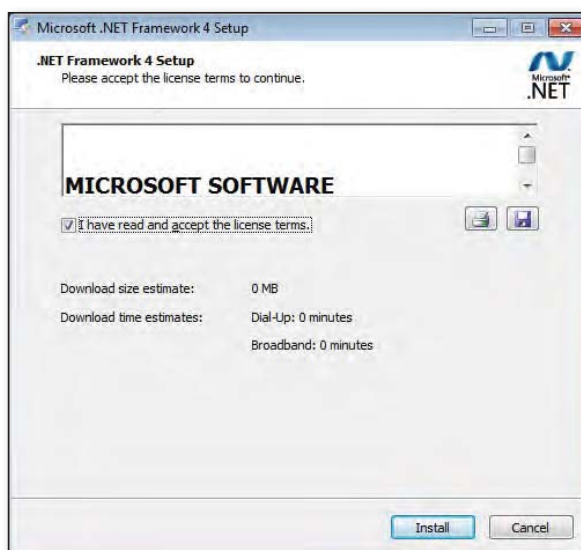 Microsoft .NET Framework 4 Setup
.NET Framework 4 Setup
Please accept the license terms to continue.
Microsoft®
.NET
MICROSOFT SOFTWARE
I have read and accept the license terms.
Download size estimate: 0 MB
Download time estimates: Dial-Up: 0 minutes
Broadband: 0 minutes
Install Cancel